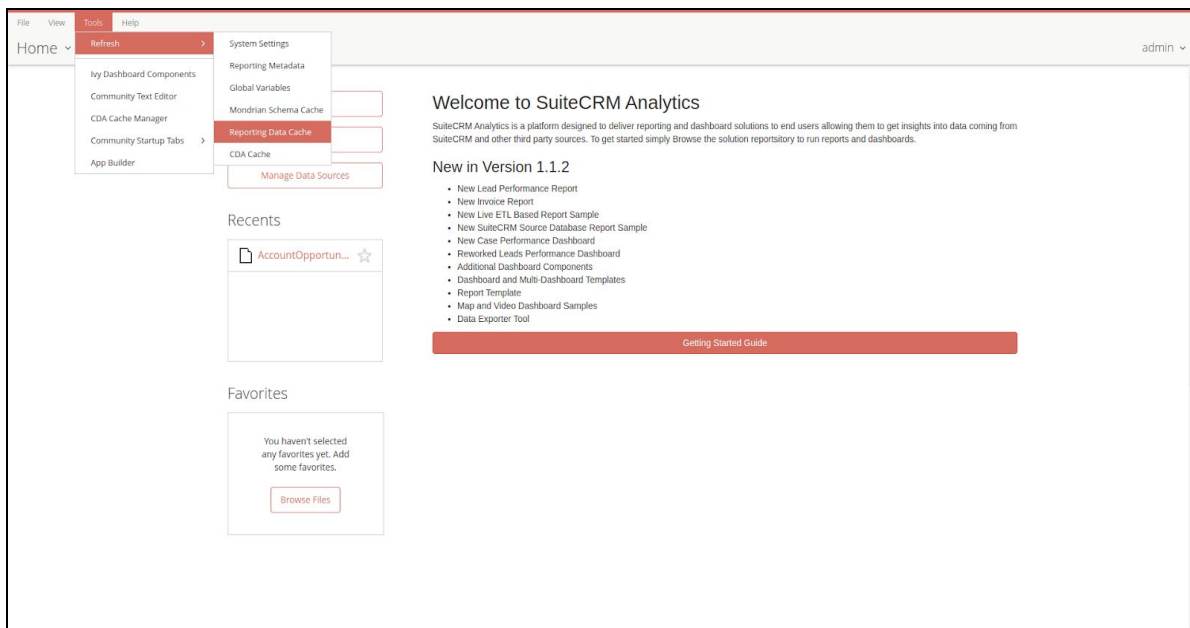 File View Tools Help
Home
admin
Refresh
Ivy Dashboard Components
Community Text Editor
CDA Cache Manager
Community Startup Tabs
App Builder
System Settings
Reporting Metadata
Global Variables
Mondrian Schema Cache
Reporting Data Cache
CDA Cache
Manage Data Sources
Recents
AccountOpportun...
Favorites
You haven't selected
any favorites yet. Add
some favorites.
Browse Files
Welcome to SuiteCRM Analytics
SuiteCRM Analytics is a platform designed to deliver reporting and dashboard solutions to end users allowing them to get insights into data coming from
SuiteCRM and other third party sources. To get started simply Browse the solution reportsitory to run reports and dashboards.
New in Version 1.1.2
• New Lead Performance Report
• New Invoice Report
• New Live ETL Based Report Sample
• New SuiteCRM Source Database Report Sample
• New Case Performance Dashboard
• Reworked Leads Performance Dashboard
• Additional Dashboard Components
• Dashboard and Multi-Dashboard Templates
• Report Template
• Map and Video Dashboard Samples
• Data Exporter Tool
Getting Started Guide